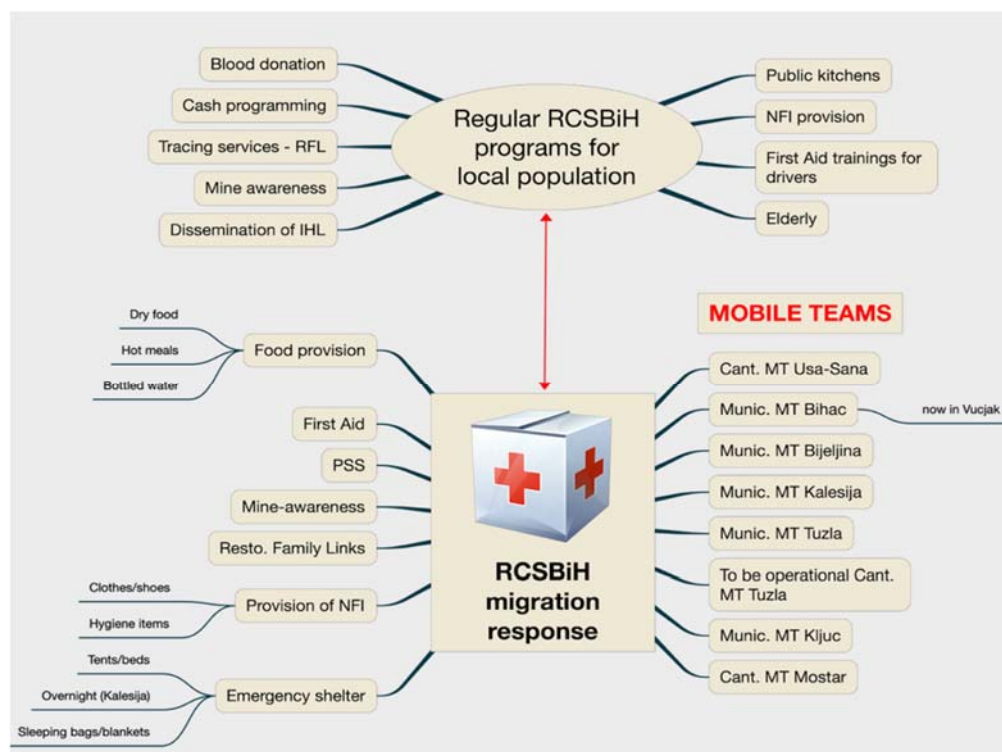 Blood donation
Cash programming
Tracing services - RFL
Mine awareness
Dissemination of IHL
Regular RCSBiH
programs for
local population
Public kitchens
NFI provision
First Aid trainings for
drivers
Elderly
Dry food
Hot meals
Bottled water
Food provision
First Aid
PSS
Mine-awareness
Resto. Family Links
Clothes/shoes
Hygiene items
Provision of NFI
Tents/beds
Overnight (Kalesija)
Sleeping bags/blankets
Emergency shelter
RCSBiH
migration
response
MOBILE TEAMS
Cant. MT Usa-Sana
Munic. MT Bihac
now in Vucjak
Munic. MT Bijeljina
Munic. MT Kalesija
Munic. MT Tuzla
To be operational Cant.
MT Tuzla
Munic. MT Kljuc
Cant. MT Mostar